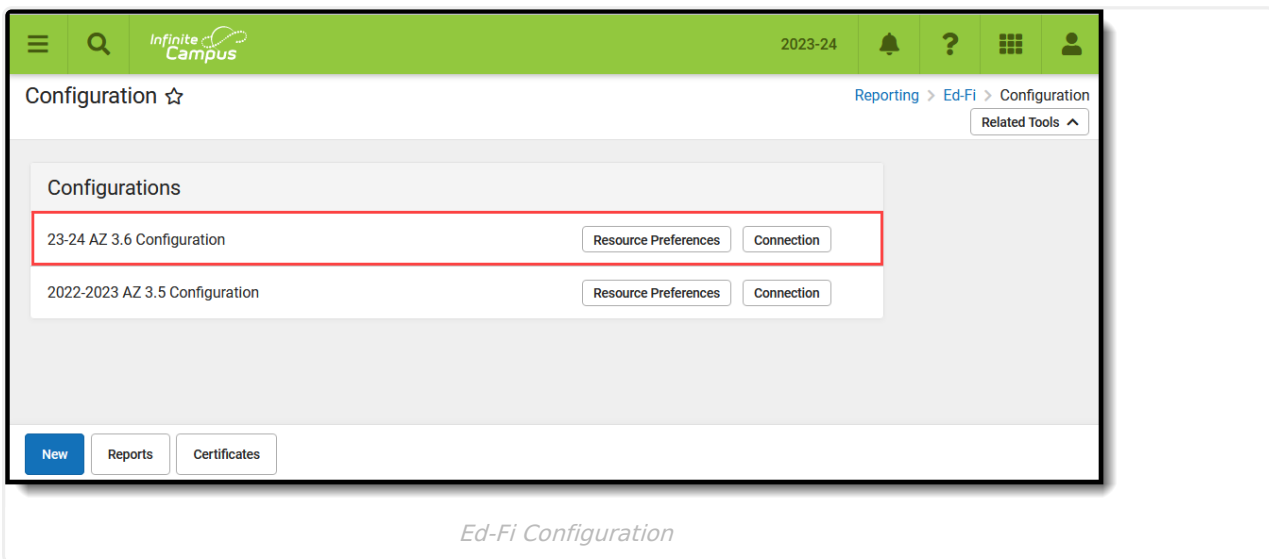 Infinite
Campus
2023-24
?
Configuration
Reporting > Ed-Fi > Configuration
Related Tools
Configurations
23-24 AZ 3.6 Configuration Resource Preferences Connection
2022-2023 AZ 3.5 Configuration Resource Preferences Connection
New Reports Certificates
Ed-Fi Configuration